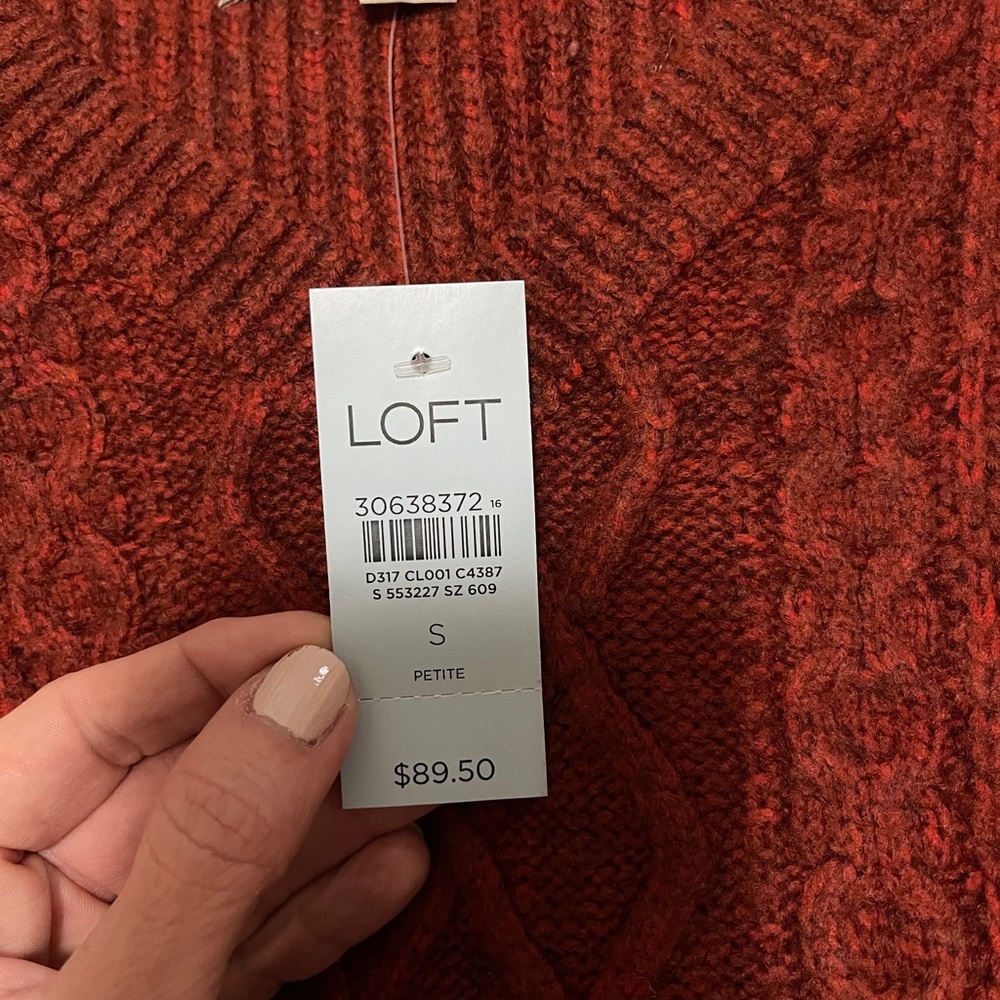 LOFT
30638372 16
D317 CL001 C4387
S 553227 SZ 609
S
PETITE
$89.50